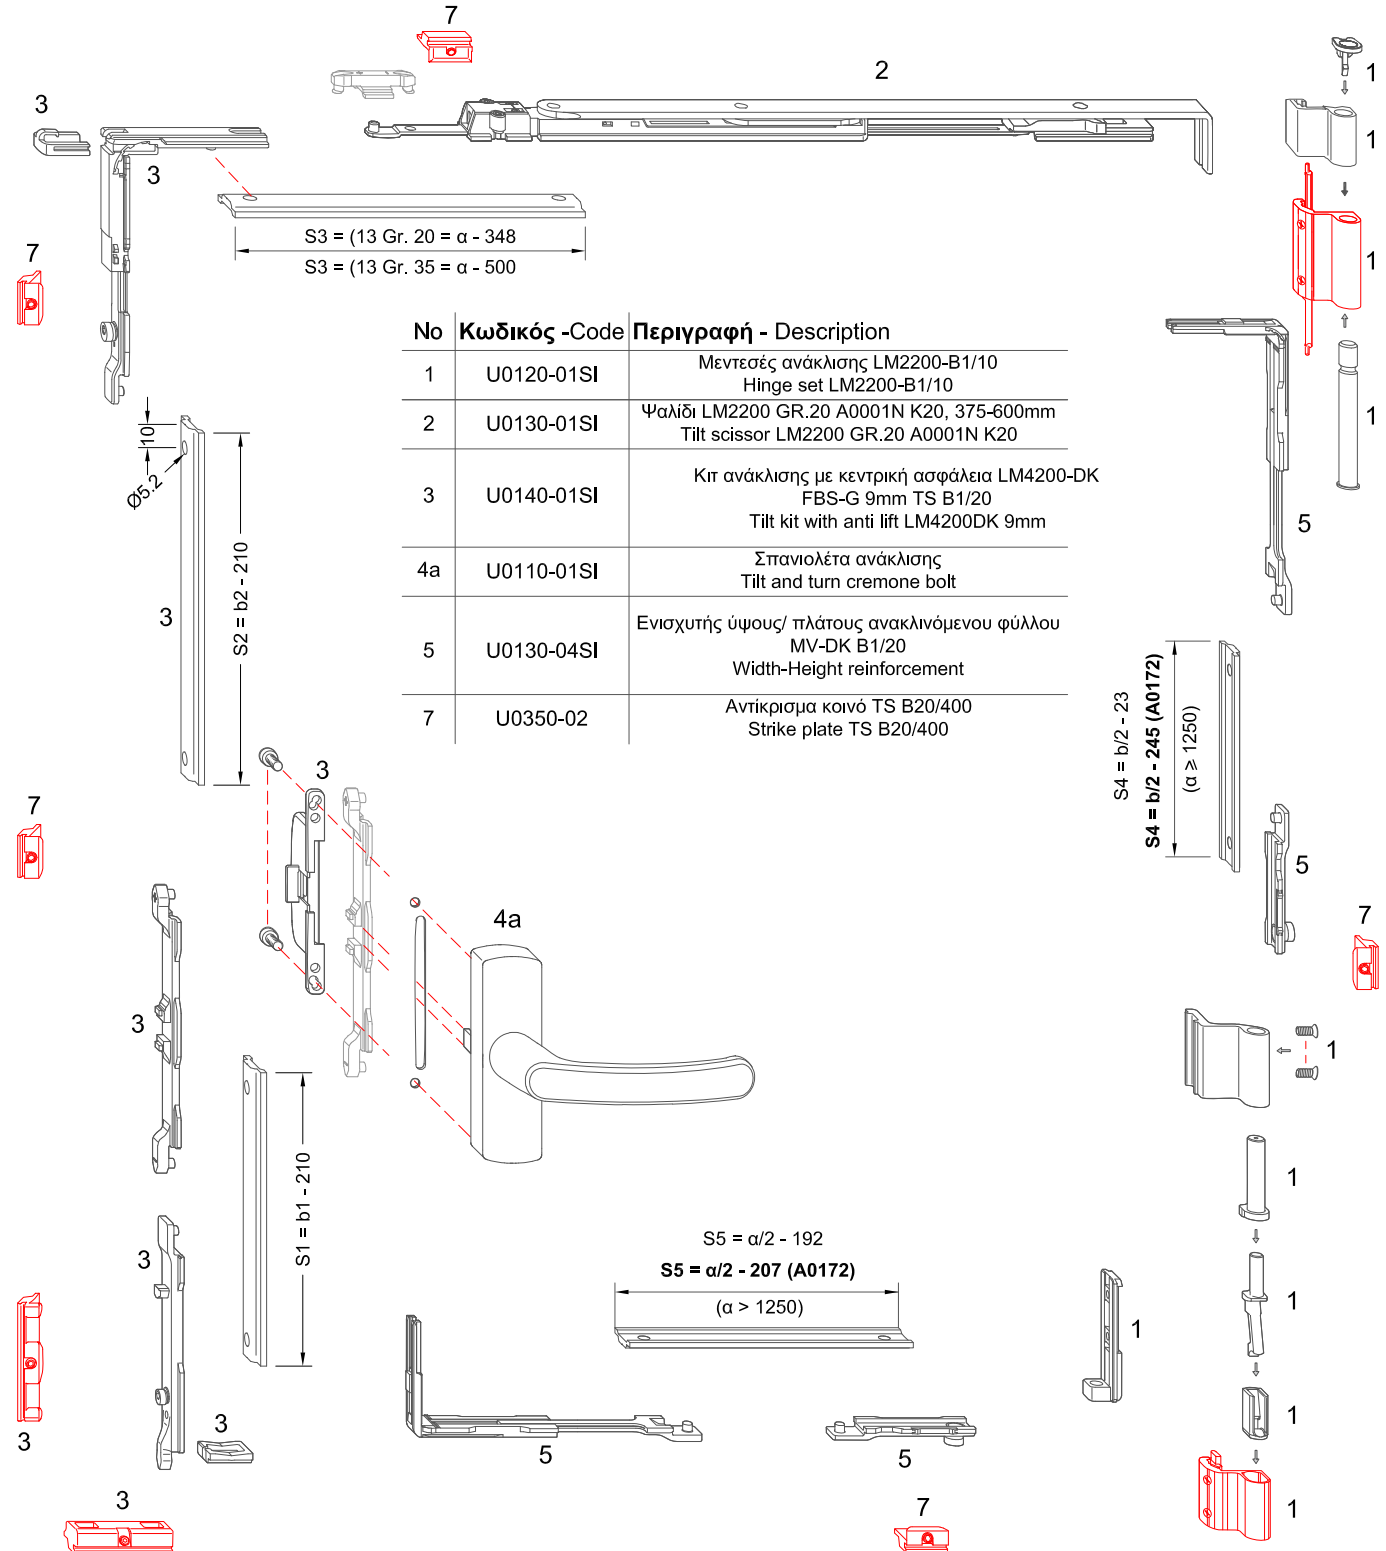 7
2
1
3
1
3
7
S3 = (13 Gr. 20 = α - 348
S3 = (13 Gr. 35 = α - 500
1
No Κωδικός -Code Περιγραφή - Description
1 U0120-01SI Μεντεσές ανάκλισης LM2200-B1/10
Hinge set LM2200-B1/10
2 U0130-01SI Ψαλίδι LM2200 GR.20 A0001N K20, 375-600mm
Tilt scissor LM2200 GR.20 A0001N K20
3 U0140-01SI Κιτ ανάκλισης με κεντρική ασφάλεια LM4200-DK
FBS-G 9mm TS B1/20
Tilt kit with anti lift LM4200DK 9mm
4a U0110-01SI Σπανιολέτα ανάκλισης
Tilt and turn cremone bolt
5 U0130-04SI Ενισχυτής ύψους/ πλάτους ανακλινόμενου φύλλου
MV-DK B1/20
Width-Height reinforcement
7 U0350-02 Αντίκρισμα κοινό TS B20/400
Strike plate TS B20/400
1
10
Ø5.2
5
3
S2 = b2 - 210
S4 = b/2 - 23
S4 = b/2 - 245 (A0172)
(α ≥ 1250)
3
7
5
4a
7
3
1
S1 = b1 - 210
1
S5 = α/2 - 192
S5 = α/2 - 207 (A0172)
(α > 1250)
3
1
1
3
3
1
5
5
3
7
1